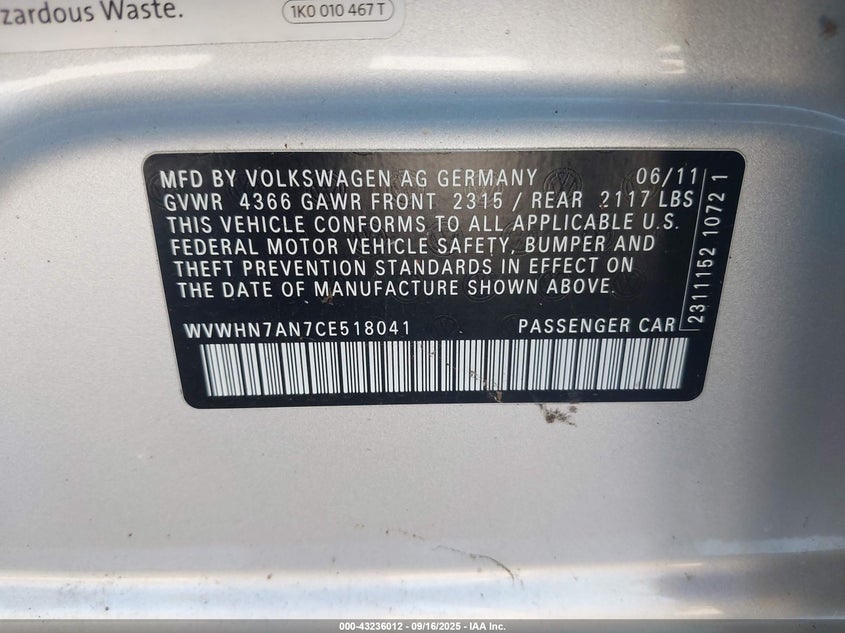 zardous Waste.
1K0 010 467 T
MFD BY VOLKSWAGEN AG GERMANY 06/11
GVWR 4366 GAWR FRONT 2315 / REAR 2117 LBS
THIS VEHICLE CONFORMS TO ALL APPLICABLE U.S.
FEDERAL MOTOR VEHICLE SAFETY, BUMPER AND
THEFT PREVENTION STANDARDS IN EFFECT ON
THE DATE OF MANUFACTURE SHOWN ABOVE.
WVWHN7AN7CE518041 PASSENGER CAR
2311152 1072 1
000-43236012 - 09/16/2025 - IAA Inc.